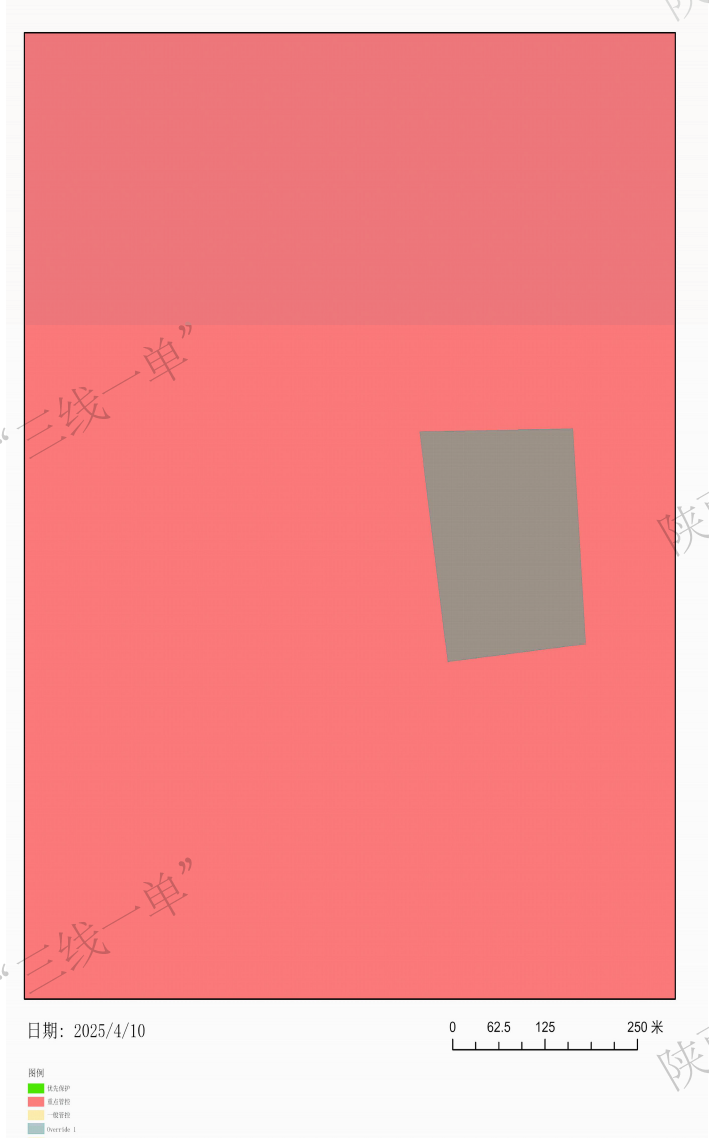 陕
“三线一单”
陕
“三线一单”
日期: 2025/4/10
0 62.5 125 250 米
陕
图例
优先保护
重点管控
一般管控
Override 1